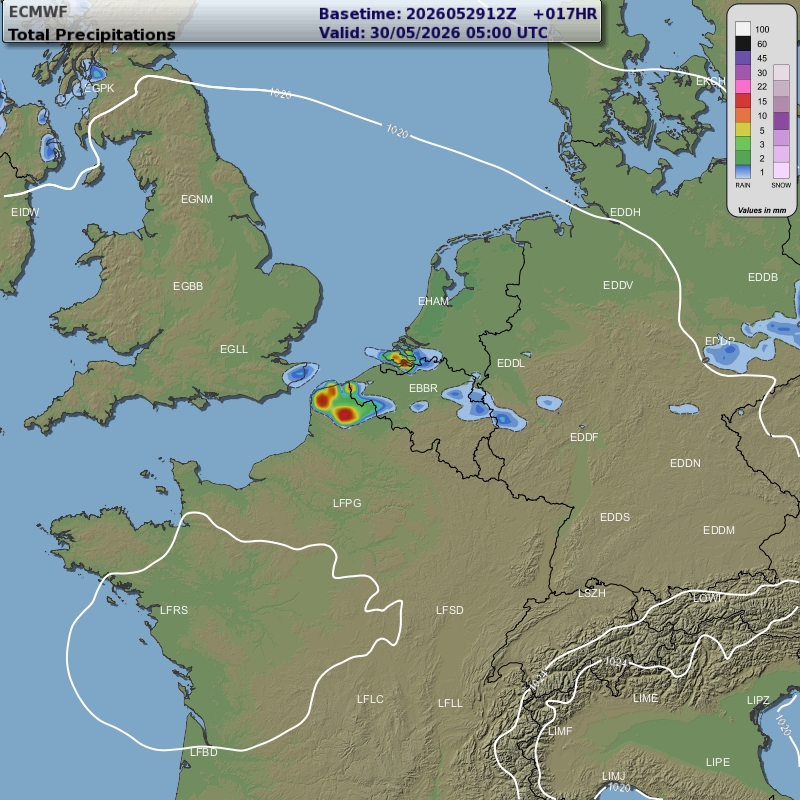 ECMWF
Basetime: 2026052912Z +017HR
Total Precipitations
Valid: 30/05/2026 05:00 UTC
100
60
45
30
22
15
10
5
3
2
1
RAIN
SNOW
Values in mm
EKCH
EGPK
1020
1020
EGNM
EIDW
EDDH
EDDB
EGBB
EDDV
EHAM
EGLL
EDDL
EBBR
EDDF
EDDN
LFPG
EDDS
EDDM
LSZH
LOWI
LFRS
LFSD
1024
1024
LFLC
LFLL
LIME
LIPZ
1020
LIMF
LFBD
LIPE
LIMJ
1020